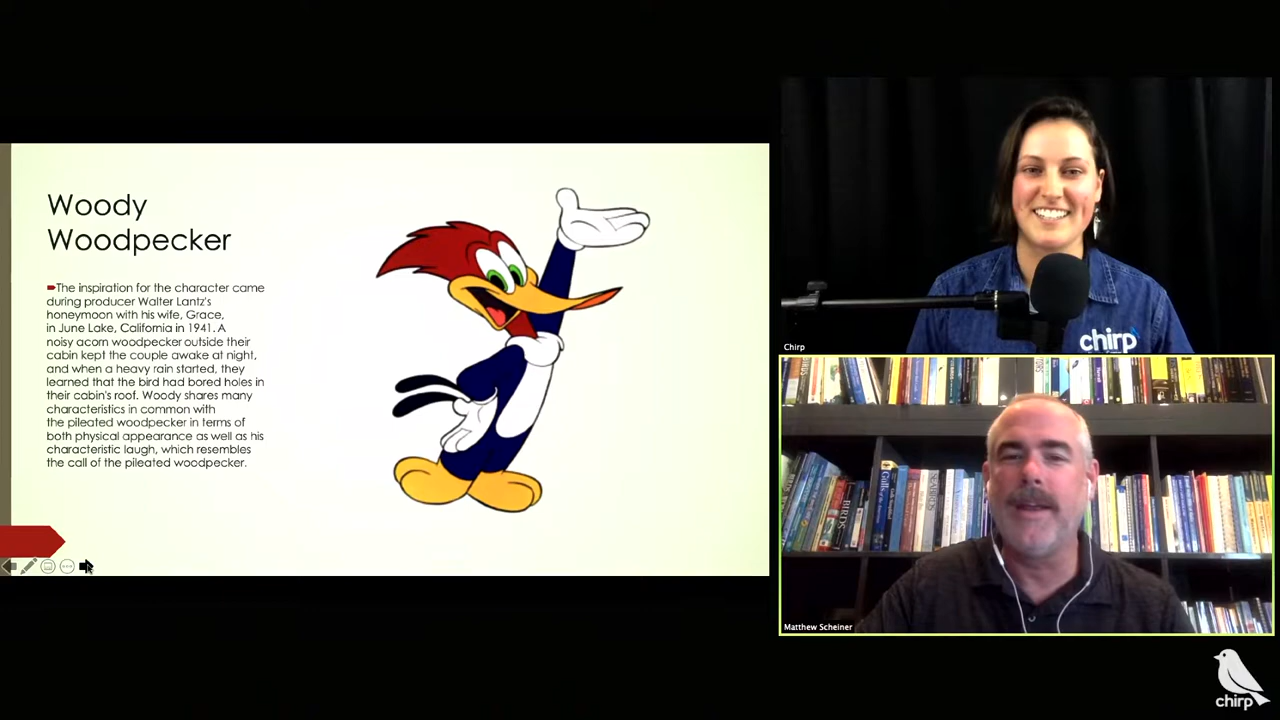 Woody
Woodpecker
The inspiration for the character came
during producer Walter Lantz's
honeymoon with his wife, Grace,
in June Lake, California in 1941. A
noisy acorn woodpecker outside their
cabin kept the couple awake at night,
and when a heavy rain started, they
learned that the bird had bored holes in
their cabin's roof. Woody shares many
characteristics in common with
the pileated woodpecker in terms of
both physical appearance as well as his
characteristic laugh, which resembles
the call of the pileated woodpecker.
chirp
Chirp
BIRDS
Gulls
Matthew Scheiner
chirp